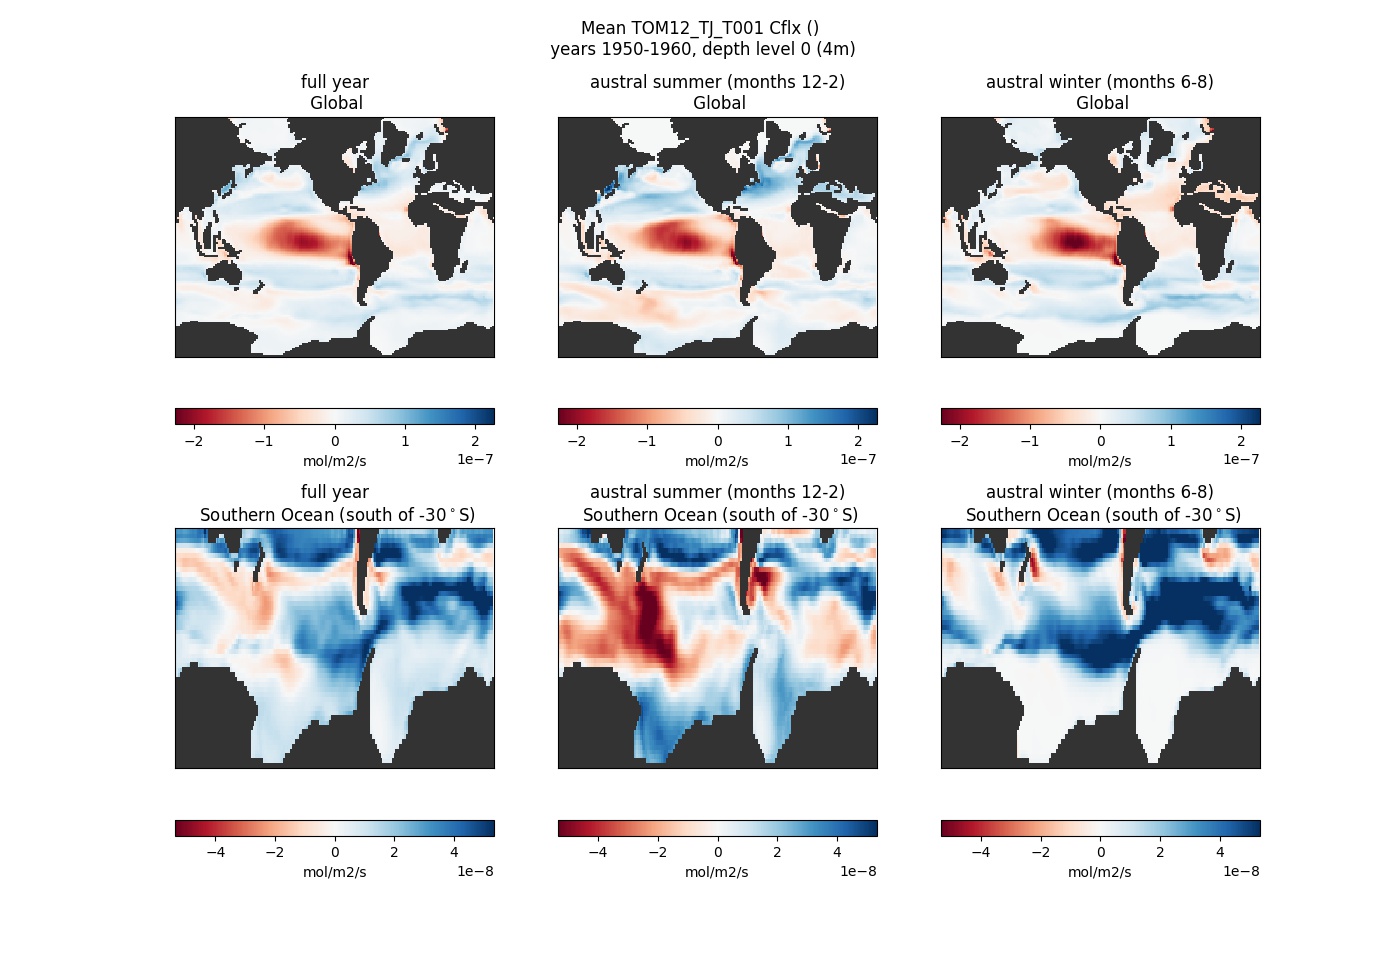 Mean TOM12_TJ_T001 Cflx ()
years 1950-1960, depth level 0 (4m)
full year
Global
austral summer (months 12-2)
Global
austral winter (months 6-8)
Global
−2 −1 0 1 2
mol/m2/s 1e−7
−2 −1 0 1 2
mol/m2/s 1e−7
−2 −1 0 1 2
mol/m2/s 1e−7
full year
Southern Ocean (south of -30°S)
austral summer (months 12-2)
Southern Ocean (south of -30°S)
austral winter (months 6-8)
Southern Ocean (south of -30°S)
−4 −2 0 2 4
mol/m2/s 1e−8
−4 −2 0 2 4
mol/m2/s 1e−8
−4 −2 0 2 4
mol/m2/s 1e−8